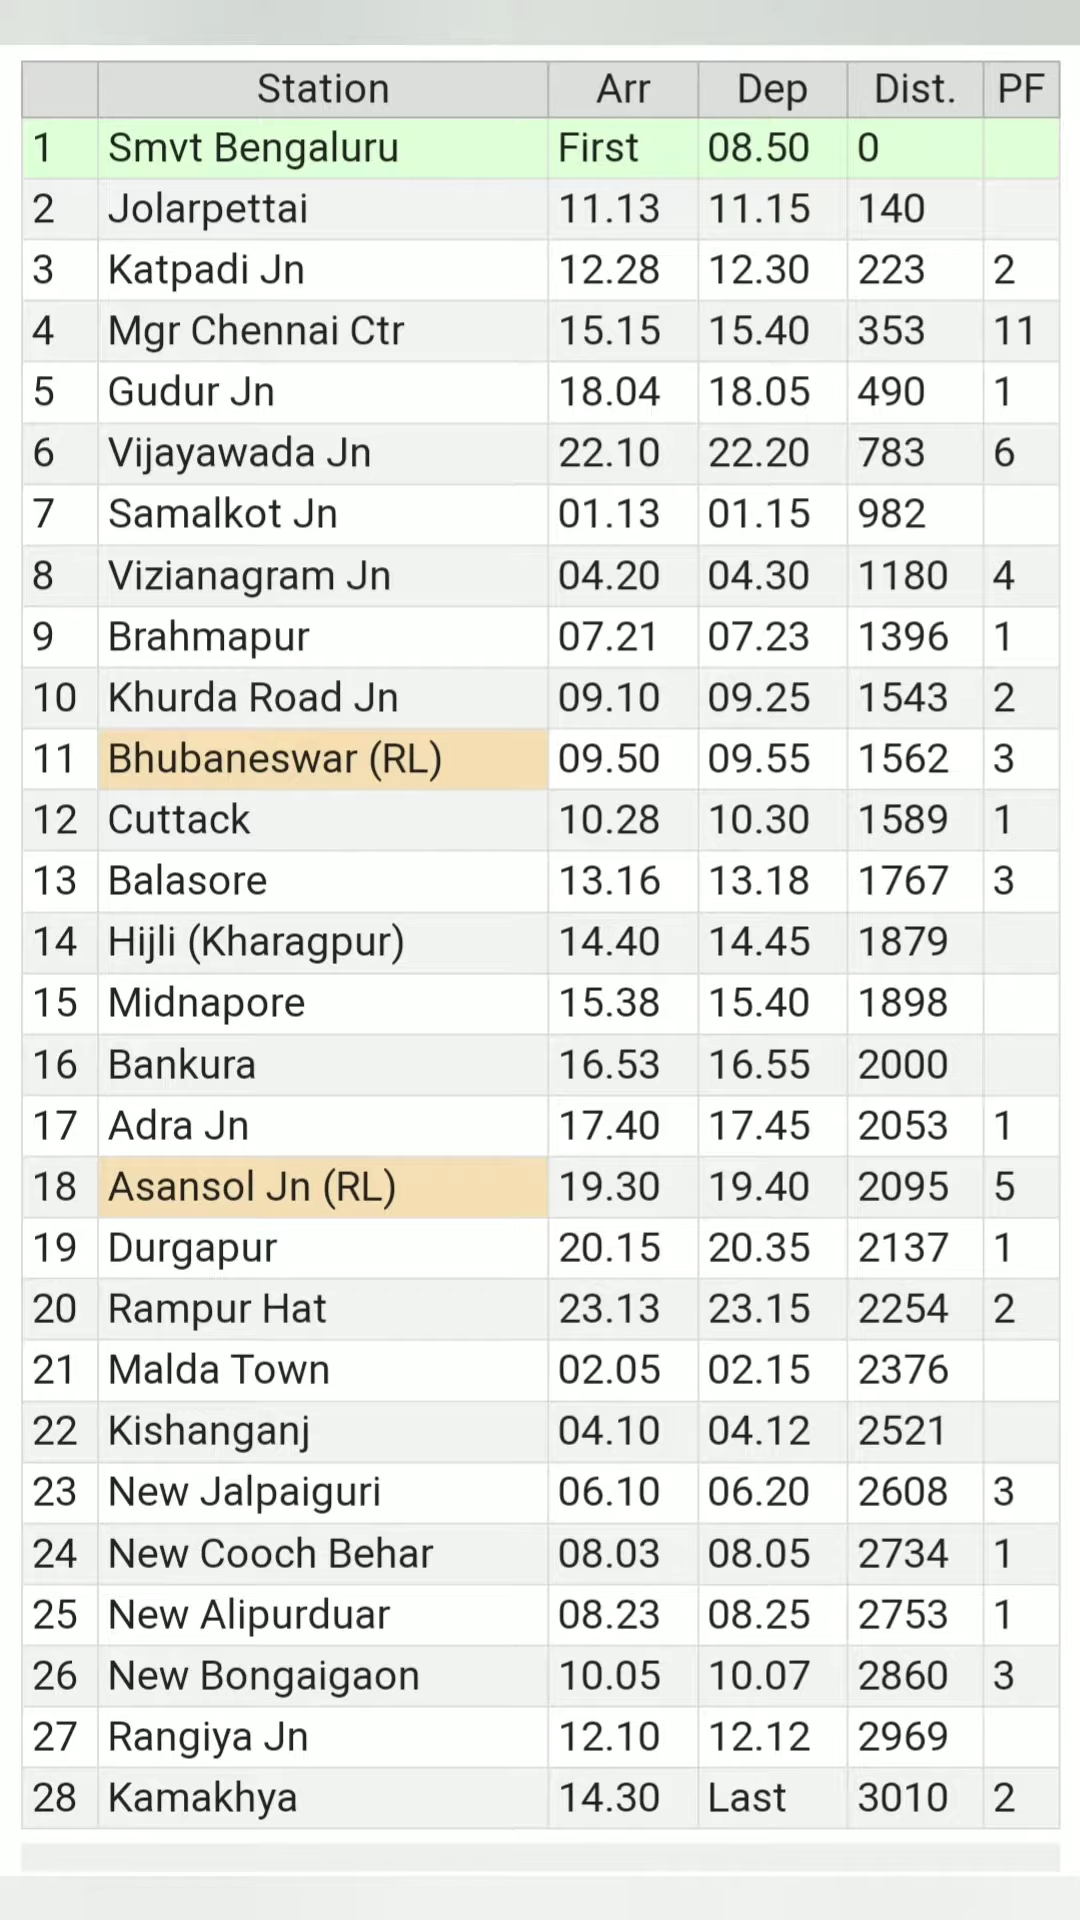 Station Arr Dep Dist. PF
1 Smvt Bengaluru First 08.50 0
2 Jolarpettai 11.13 11.15 140
3 Katpadi Jn 12.28 12.30 223 2
4 Mgr Chennai Ctr 15.15 15.40 353 11
5 Gudur Jn 18.04 18.05 490 1
6 Vijayawada Jn 22.10 22.20 783 6
7 Samalkot Jn 01.13 01.15 982
8 Vizianagram Jn 04.20 04.30 1180 4
9 Brahmapur 07.21 07.23 1396 1
10 Khurda Road Jn 09.10 09.25 1543 2
11 Bhubaneswar (RL) 09.50 09.55 1562 3
12 Cuttack 10.28 10.30 1589 1
13 Balasore 13.16 13.18 1767 3
14 Hijli (Kharagpur) 14.40 14.45 1879
15 Midnapore 15.38 15.40 1898
16 Bankura 16.53 16.55 2000
17 Adra Jn 17.40 17.45 2053 1
18 Asansol Jn (RL) 19.30 19.40 2095 5
19 Durgapur 20.15 20.35 2137 1
20 Rampur Hat 23.13 23.15 2254 2
21 Malda Town 02.05 02.15 2376
22 Kishanganj 04.10 04.12 2521
23 New Jalpaiguri 06.10 06.20 2608 3
24 New Cooch Behar 08.03 08.05 2734 1
25 New Alipurduar 08.23 08.25 2753 1
26 New Bongaigaon 10.05 10.07 2860 3
27 Rangiya Jn 12.10 12.12 2969
28 Kamakhya 14.30 Last 3010 2